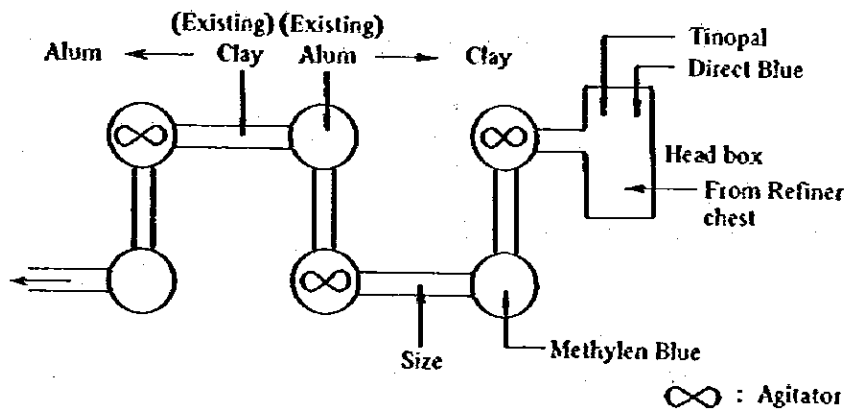 (Existing) (Existing)
Alum Clay Alum Clay
Tinopal
Direct Blue
Head box
From Refiner
chest
Size
Methylen Blue
: Agitator